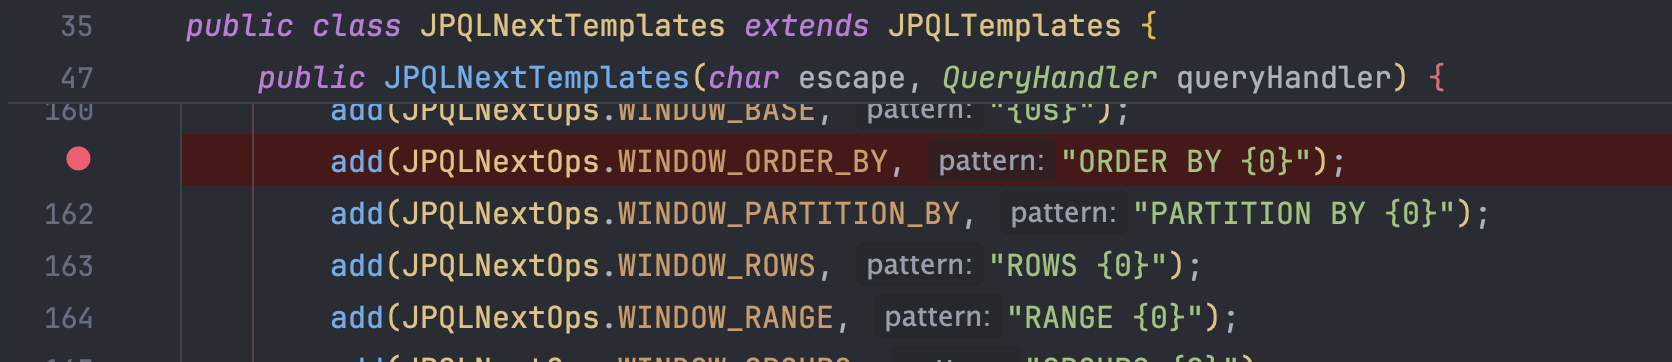 35 public class JPQLNextTemplates extends JPQLTemplates {
47 public JPQLNextTemplates(char escape, QueryHandler queryHandler) {
160 add(JPQLNextOps.WINDOW_BASE, pattern: "{0s}");
add(JPQLNextOps.WINDOW_ORDER_BY, pattern: "ORDER BY {0}");
162 add(JPQLNextOps.WINDOW_PARTITION_BY, pattern: "PARTITION BY {0}");
163 add(JPQLNextOps.WINDOW_ROWS, pattern: "ROWS {0}");
164 add(JPQLNextOps.WINDOW_RANGE, pattern: "RANGE {0}");